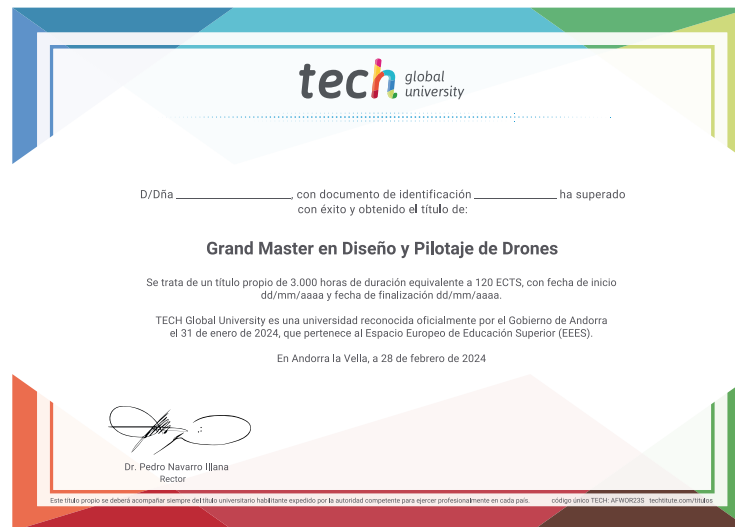 tech global university
D/Dña ____________________, con documento de identificación ______________ ha superado
con éxito y obtenido el título de:
Grand Master en Diseño y Pilotaje de Drones
Se trata de un título propio de 3.000 horas de duración equivalente a 120 ECTS, con fecha de inicio
dd/mm/aaaa y fecha de finalización dd/mm/aaaa.
TECH Global University es una universidad reconocida oficialmente por el Gobierno de Andorra
el 31 de enero de 2024, que pertenece al Espacio Europeo de Educación Superior (EEES).
En Andorra la Vella, a 28 de febrero de 2024
Dr. Pedro Navarro Illana
Rector
Este título propio se deberá acompañar siempre del título universitario habilitante expedido por la autoridad competente para ejercer profesionalmente en cada país. código único TECH: AFWOR23S techtitute.com/titulos